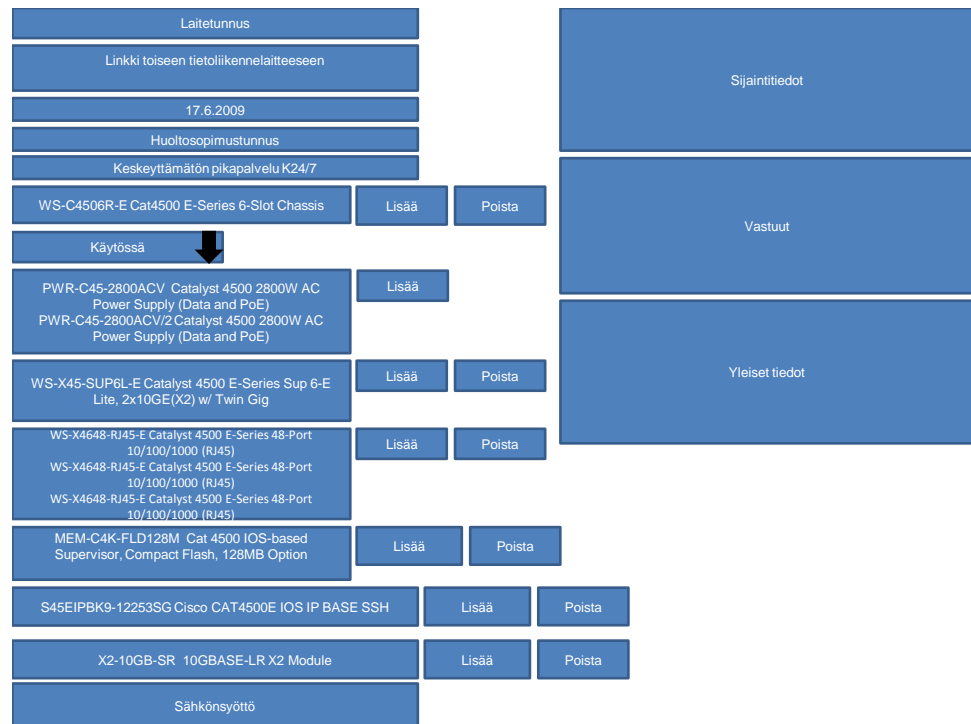 Laitetunnus
Linkki toiseen tietoliikennelaitteeseen
17.6.2009
Huoltosopimustunnus
Keskeyttämätön pikapalvelu K24/7
WS-C4506R-E Cat4500 E-Series 6-Slot Chassis
Lisää
Poista
Käytössä
PWR-C45-2800ACV Catalyst 4500 2800W AC
Power Supply (Data and PoE)
PWR-C45-2800ACV/2 Catalyst 4500 2800W AC
Power Supply (Data and PoE)
Lisää
WS-X45-SUP6L-E Catalyst 4500 E-Series Sup 6-E
Lite, 2x10GE(X2) w/ Twin Gig
Lisää
Poista
WS-X4648-RJ45-E Catalyst 4500 E-Series 48-Port
10/100/1000 (RJ45)
WS-X4648-RJ45-E Catalyst 4500 E-Series 48-Port
10/100/1000 (RJ45)
WS-X4648-RJ45-E Catalyst 4500 E-Series 48-Port
10/100/1000 (RJ45)
Lisää
Poista
MEM-C4K-FLD128M Cat 4500 IOS-based
Supervisor, Compact Flash, 128MB Option
Lisää
Poista
S45EIPBK9-12253SG Cisco CAT4500E IOS IP BASE SSH
Lisää
Poista
X2-10GB-SR 10GBASE-LR X2 Module
Lisää
Poista
Sähkönsyöttö
Sijaintitiedot
Vastuut
Yleiset tiedot